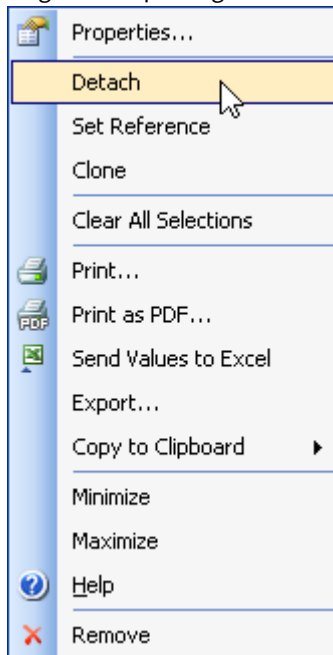 Properties...
Detach
Set Reference
Clone
Clear All Selections
Print...
PDF
Print as PDF...
Send Values to Excel
Export...
Copy to Clipboard
Minimize
Maximize
Help
Remove